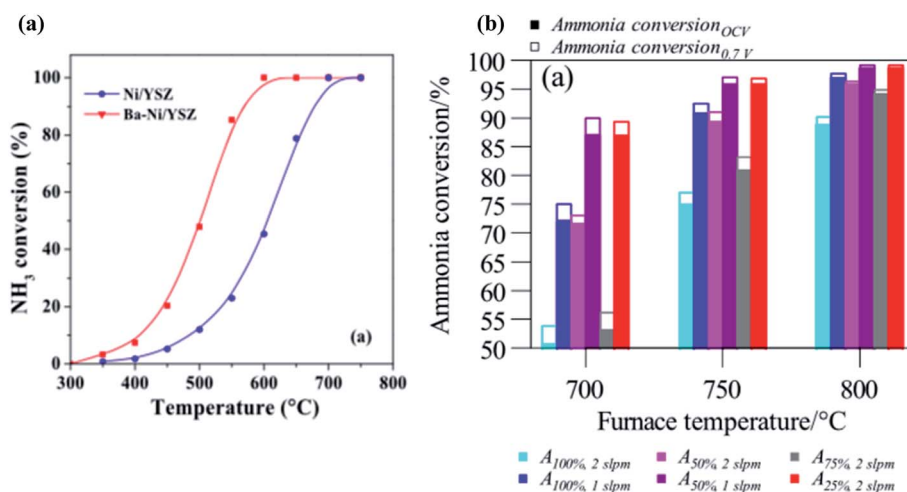 (a)
NH3 conversion (%)
100
80
60
40
20
0
Ni/YSZ
Ba-Ni/YSZ
(a)
300 400 500 600 700 800
Temperature (°C)
(b)
Ammonia conversionOCV
Ammonia conversion0.7 V
(a)
Ammonia conversion/%
100
95
90
85
80
75
70
65
60
55
50
700 750 800
Furnace temperature/°C
A100%, 2 slpm A50%, 2 slpm A75%, 2 slpm
A100%, 1 slpm A50%, 1 slpm A25%, 2 slpm